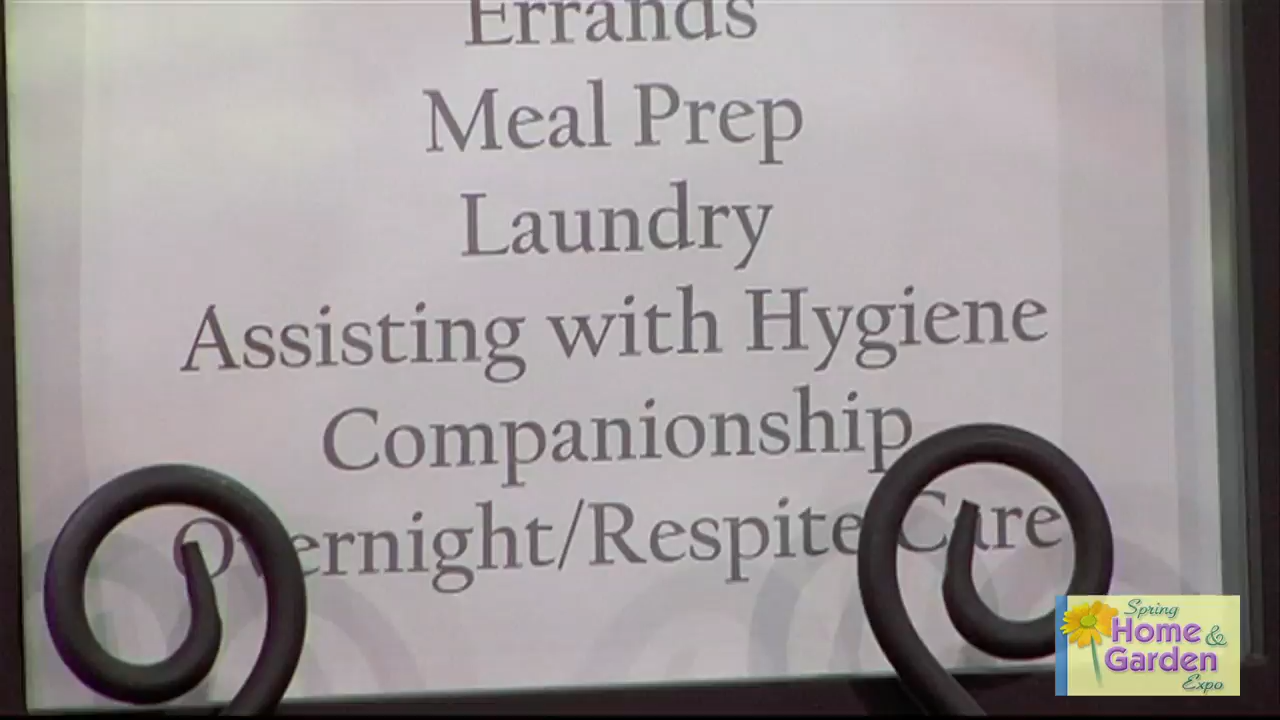 Errands
Meal Prep
Laundry
Assisting with Hygiene
Companionship
Overnight/Respite Care
Spring
Home &
Garden
Expo